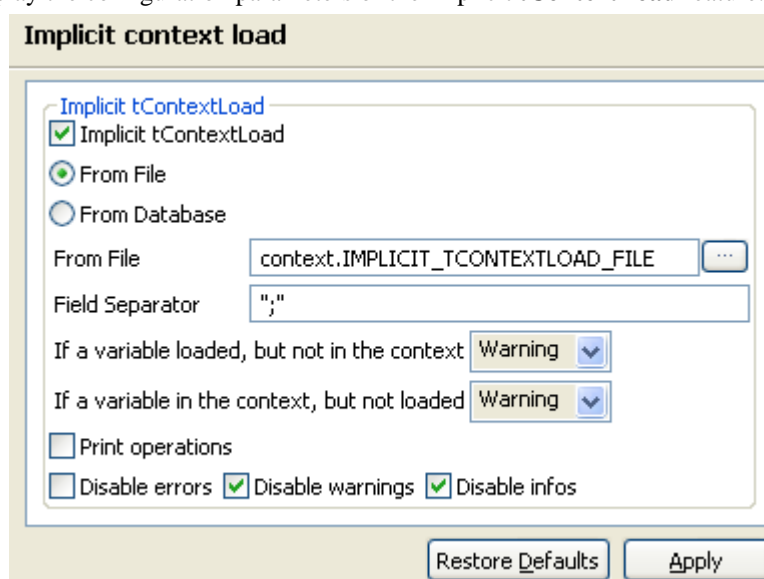 Implicit context load
Implicit tContextLoad
Implicit tContextLoad
From File
From Database
From File context.IMPLICIT_TCONTEXTLOAD_FILE ...
Field Separator ";"
If a variable loaded, but not in the context Warning
If a variable in the context, but not loaded Warning
Print operations
Disable errors Disable warnings Disable infos
Restore Defaults Apply